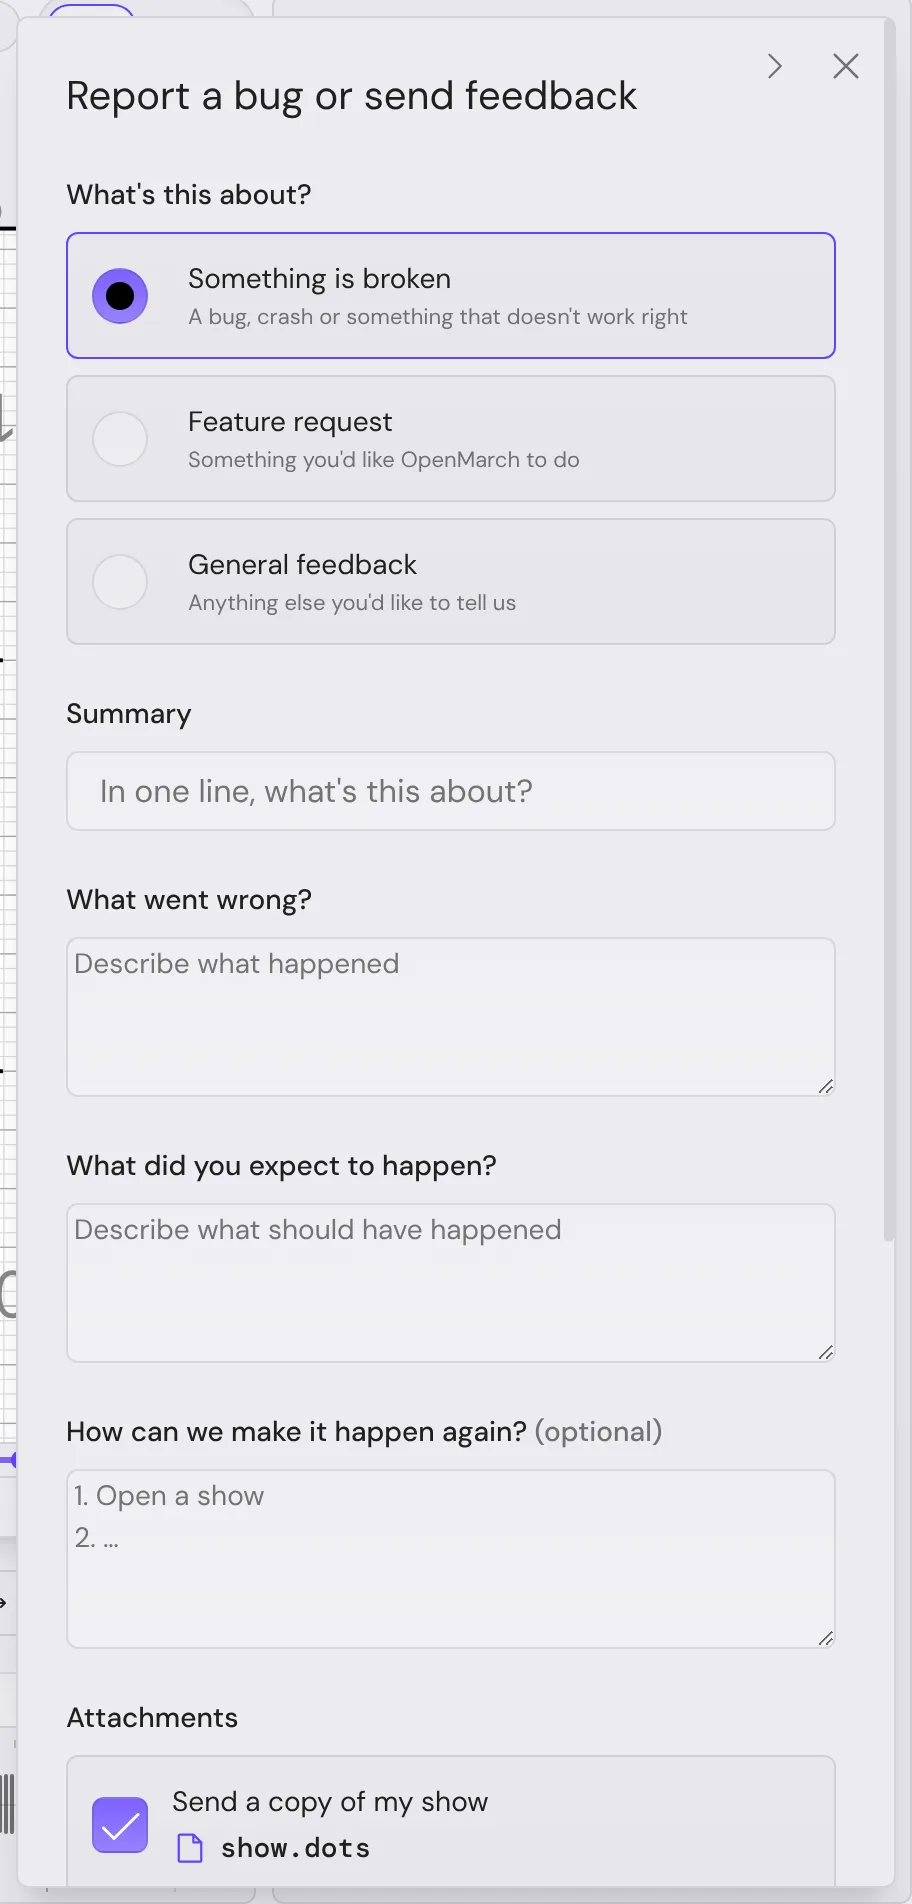 Report a bug or send feedback
What's this about?
Something is broken
A bug, crash or something that doesn't work right
Feature request
Something you'd like OpenMarch to do
General feedback
Anything else you'd like to tell us
Summary
In one line, what's this about?
What went wrong?
Describe what happened
What did you expect to happen?
Describe what should have happened
How can we make it happen again? (optional)
1. Open a show
2. ...
Attachments
Send a copy of my show
show.dots